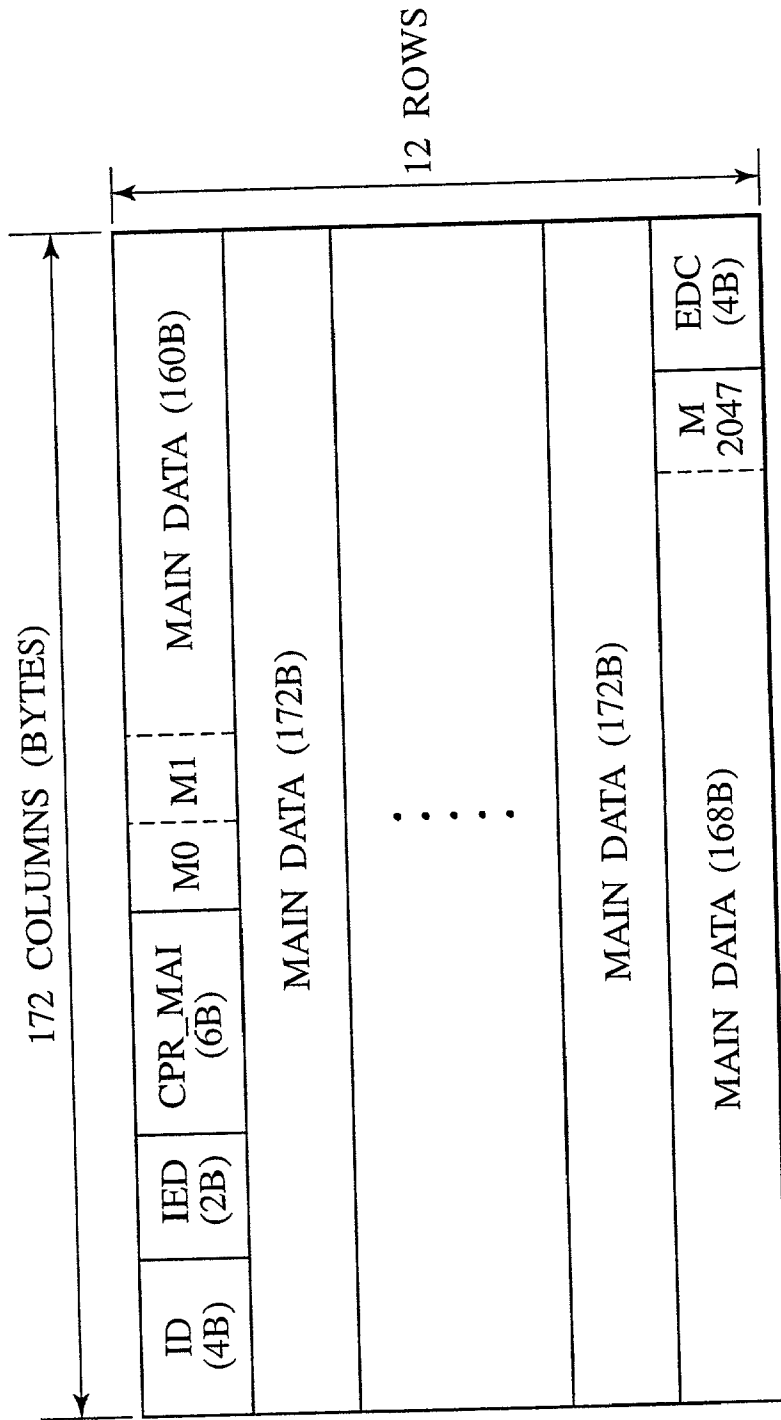 172 COLUMNS (BYTES)
12 ROWS
ID
(4B)
IED
(2B)
CPR_MAI
(6B)
M0
M1
MAIN DATA (160B)
MAIN DATA (172B)
MAIN DATA (172B)
MAIN DATA (168B)
M
2047
EDC
(4B)